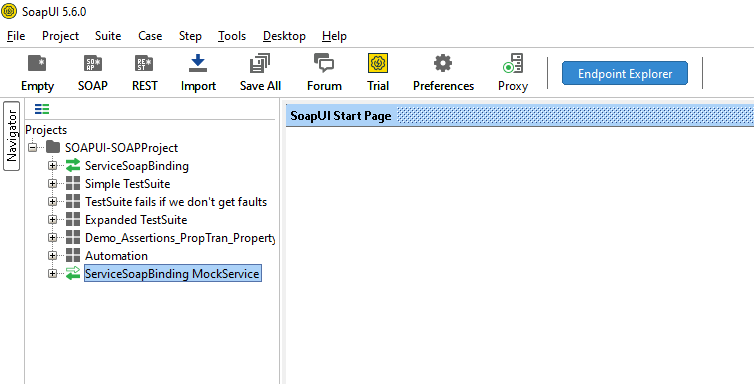 SoapUI 5.6.0
File Project Suite Case Step Tools Desktop Help
Empty SOAP REST Import Save All Forum Trial Preferences Proxy Endpoint Explorer
Navigator
Projects
SoapUI Start Page
SOAPUI-SOAPProject
ServiceSoapBinding
Simple TestSuite
TestSuite fails if we don't get faults
Expanded TestSuite
Demo_Assertions_PropTran_Property
Automation
ServiceSoapBinding MockService